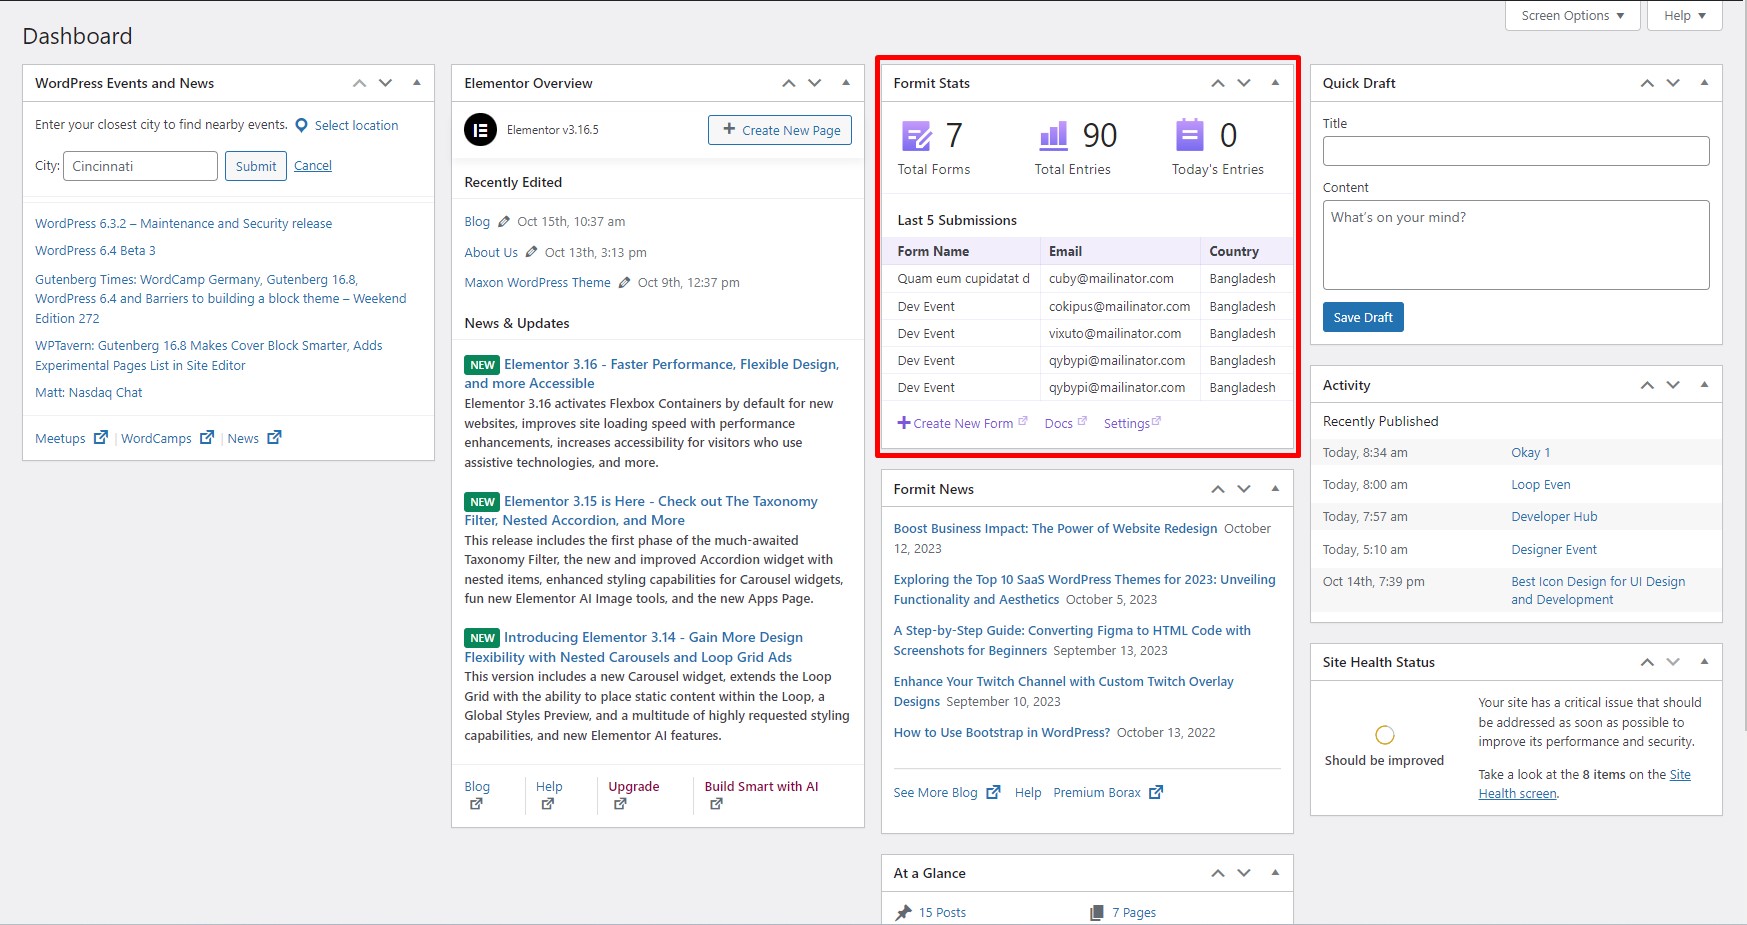 Screen Options
Help
Dashboard
WordPress Events and News
Enter your closest city to find nearby events. Select location
City: Cincinnati Submit Cancel
WordPress 6.3.2 – Maintenance and Security release
WordPress 6.4 Beta 3
Gutenberg Times: WordCamp Germany, Gutenberg 16.8,
WordPress 6.4 and Barriers to building a block theme – Weekend
Edition 272
WPTavern: Gutenberg 16.8 Makes Cover Block Smarter, Adds
Experimental Pages List in Site Editor
Matt: Nasdaq Chat
Meetups | WordCamps | News
Elementor Overview
Elementor v3.16.5
+ Create New Page
Recently Edited
Blog Oct 15th, 10:37 am
About Us Oct 13th, 3:13 pm
Maxon WordPress Theme Oct 9th, 12:37 pm
News & Updates
NEW Elementor 3.16 - Faster Performance, Flexible Design,
and more Accessible
Elementor 3.16 activates Flexbox Containers by default for new
websites, improves site loading speed with performance
enhancements, increases accessibility for visitors who use
assistive technologies, and more.
NEW Elementor 3.15 is Here - Check out The Taxonomy
Filter, Nested Accordion, and More
This release includes the first phase of the much-awaited
Taxonomy Filter, the new and improved Accordion widget with
nested items, enhanced styling capabilities for Carousel widgets,
fun new Elementor AI Image tools, and the new Apps Page.
NEW Introducing Elementor 3.14 - Gain More Design
Flexibility with Nested Carousels and Loop Grid Ads
This version includes a new Carousel widget, extends the Loop
Grid with the ability to place static content within the Loop, a
Global Styles Preview, and a multitude of highly requested styling
capabilities, and new Elementor AI features.
Blog
Help
Upgrade
Build Smart with AI
Formit Stats
7
Total Forms
90
Total Entries
0
Today's Entries
Last 5 Submissions
Form Name Email Country
Quam eum cupidatat d cuby@mailinator.com Bangladesh
Dev Event cokipus@mailinator.com Bangladesh
Dev Event vixuto@mailinator.com Bangladesh
Dev Event qybypi@mailinator.com Bangladesh
Dev Event qybypi@mailinator.com Bangladesh
+ Create New Form Docs Settings
Formit News
Boost Business Impact: The Power of Website Redesign October
12, 2023
Exploring the Top 10 SaaS WordPress Themes for 2023: Unveiling
Functionality and Aesthetics October 5, 2023
A Step-by-Step Guide: Converting Figma to HTML Code with
Screenshots for Beginners September 13, 2023
Enhance Your Twitch Channel with Custom Twitch Overlay
Designs September 10, 2023
How to Use Bootstrap in WordPress? October 13, 2022
See More Blog Help Premium Borax
At a Glance
15 Posts
7 Pages
Quick Draft
Title
Content
What's on your mind?
Save Draft
Activity
Recently Published
Today, 8:34 am Okay 1
Today, 8:00 am Loop Even
Today, 7:57 am Developer Hub
Today, 5:10 am Designer Event
Oct 14th, 7:39 pm Best Icon Design for UI Design
and Development
Site Health Status
Should be improved
Your site has a critical issue that should
be addressed as soon as possible to
improve its performance and security.
Take a look at the 8 items on the Site
Health screen.